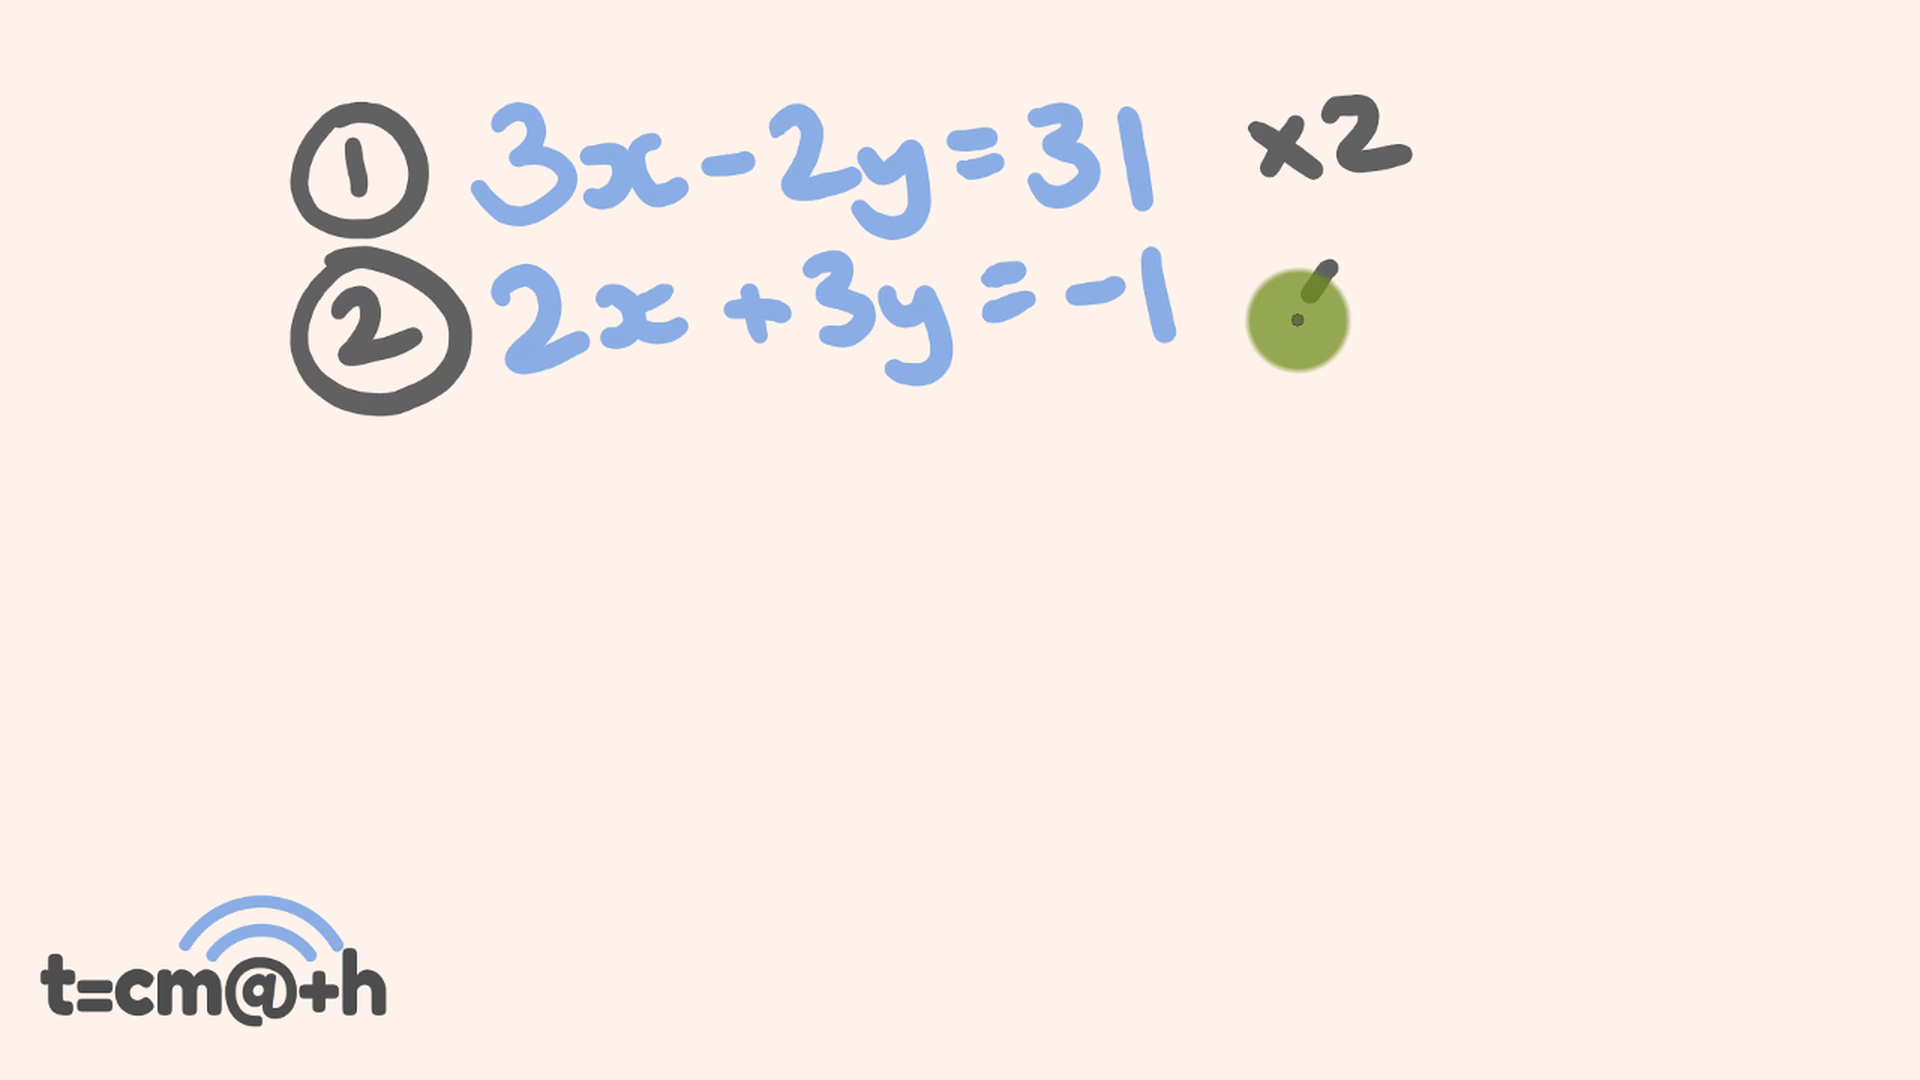 ① 3x-2y=31 ×2
② 2x+3y=-1
t=cm@+h